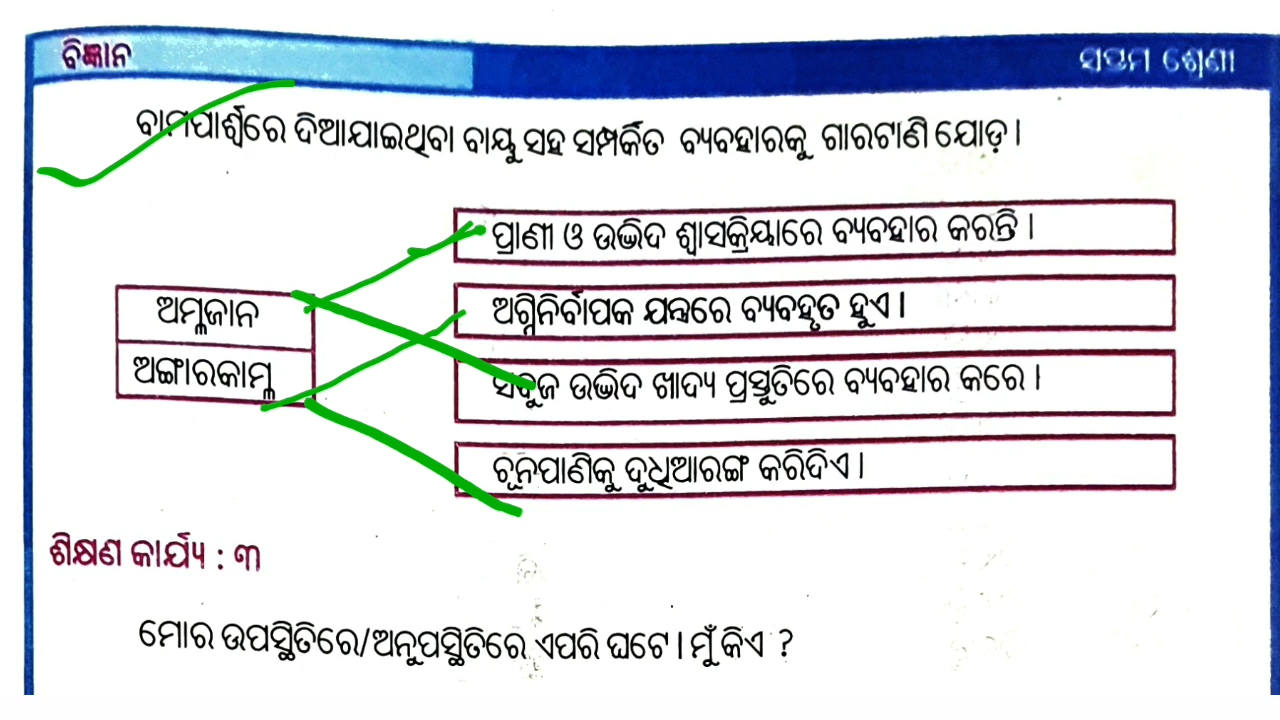 ବିଜ୍ଞାନ
ସପ୍ତମ ଶ୍ରେଣୀ
ବାମପାର୍ଶ୍ଵରେ ଦିଆଯାଇଥିବା ବାୟୁ ସହ ସମ୍ପର୍କିତ ବ୍ୟବହାରକୁ ଗାରଟାଣି ଯୋଡ଼ ।
ପ୍ରାଣୀ ଓ ଉଦ୍ଭିଦ ଶ୍ୱାସକ୍ରିୟାରେ ବ୍ୟବହାର କରନ୍ତି ।
ଅମ୍ଳଜାନ
ଅଗ୍ନିନିର୍ବାପକ ଯନ୍ତ୍ରରେ ବ୍ୟବହୃତ ହୁଏ ।
ଅଙ୍ଗାରକାମ୍ଳ
ସବୁଜ ଉଦ୍ଭିଦ ଖାଦ୍ୟ ପ୍ରସ୍ତୁତିରେ ବ୍ୟବହାର କରେ ।
ଚୂନପାଣିକୁ ଦୁଧିଆରଙ୍ଗ କରିଦିଏ ।
ଶିକ୍ଷଣ କାର୍ଯ୍ୟ : ୩
ମୋର ଉପସ୍ଥିତିରେ/ଅନୁପସ୍ଥିତିରେ ଏପରି ଘଟେ । ମୁଁ କିଏ ?